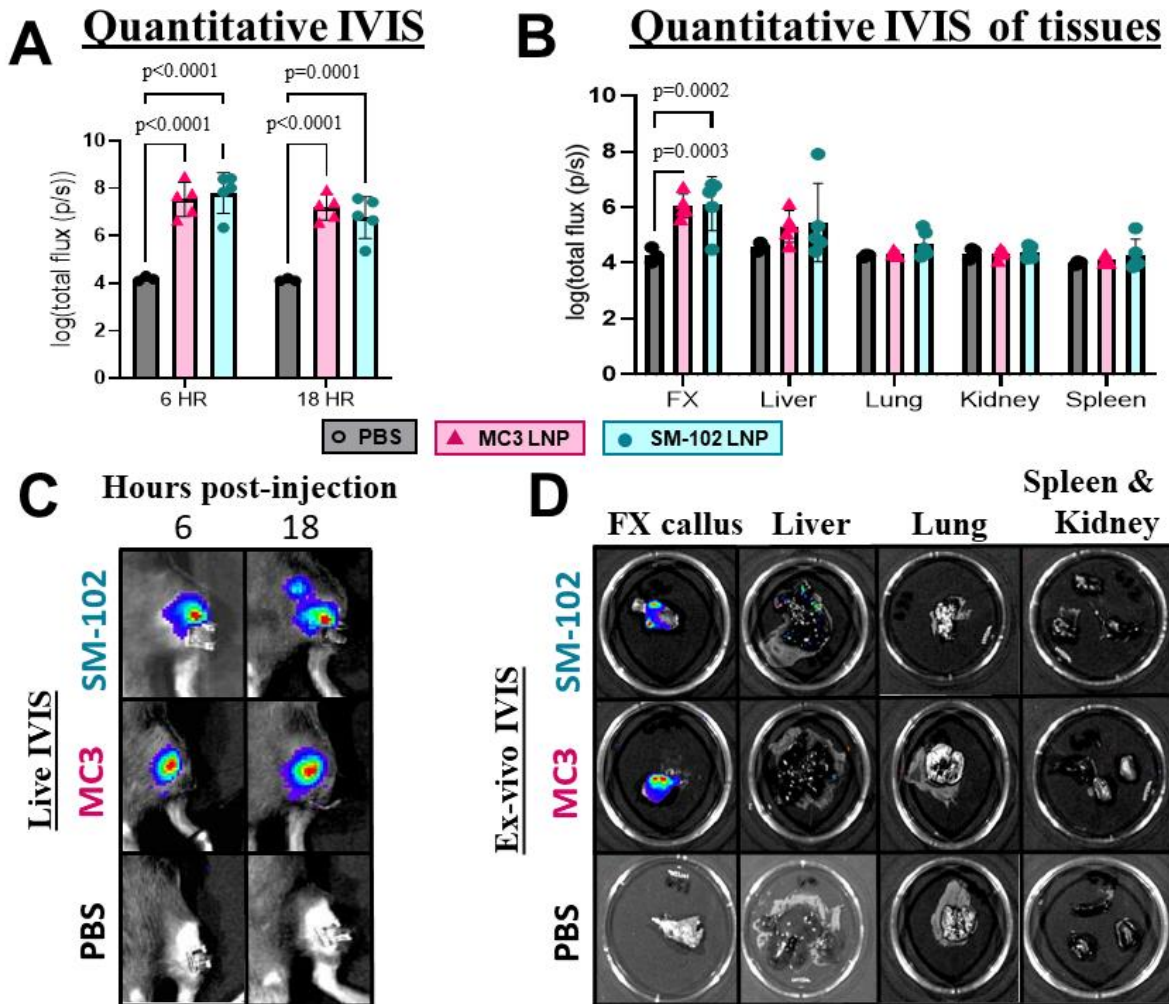 A
Quantitative IVIS
p<0.0001
p=0.0001
p<0.0001
p<0.0001
log(total flux (p/s))
10
8
6
4
2
0
6 HR
18 HR
B
Quantitative IVIS of tissues
p=0.0002
p=0.0003
log(total flux (p/s))
10
8
6
4
2
0
FX
Liver
Lung
Kidney
Spleen
PBS
MC3 LNP
SM-102 LNP
C
Hours post-injection
6
18
Live IVIS
SM-102
MC3
PBS
D
FX callus
Liver
Lung
Spleen &
Kidney
Ex-vivo IVIS
SM-102
MC3
PBS